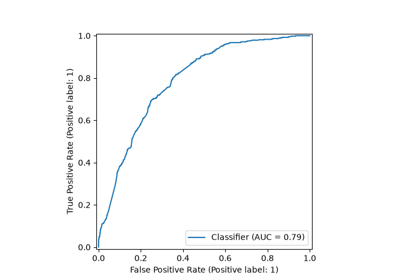 1.0
0.8
0.6
0.4
0.2
0.0
True Positive Rate (Positive label: 1)
Classifier (AUC = 0.79)
0.0 0.2 0.4 0.6 0.8 1.0
False Positive Rate (Positive label: 1)